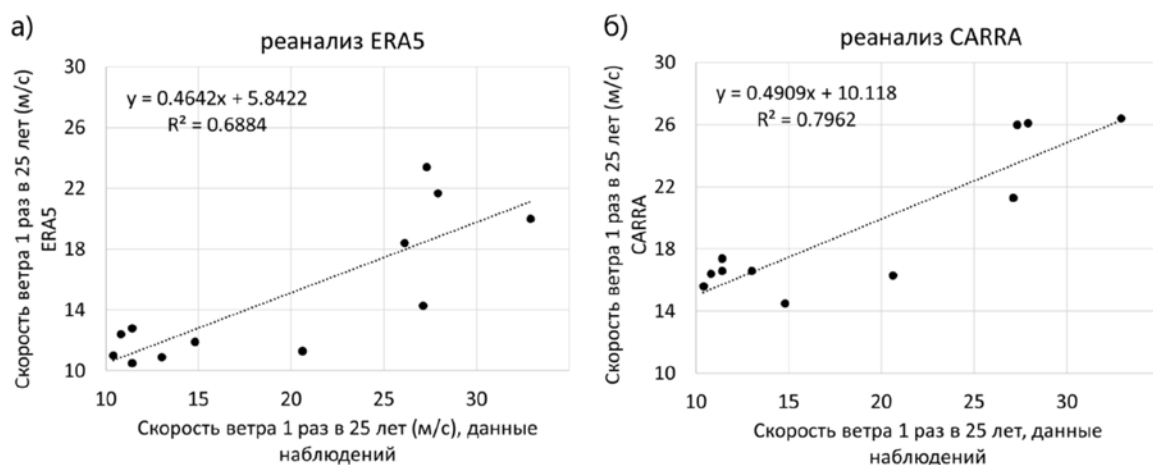 а)
реанализ ERA5
Скорость ветра 1 раз в 25 лет (м/с)
ERA5
30
26
22
18
14
10
y = 0.4642x + 5.8422
R² = 0.6884
10
15
20
25
30
Скорость ветра 1 раз в 25 лет (м/с), данные
наблюдений
б)
реанализ CARRA
Скорость ветра 1 раз в 25 лет (м/с)
CARRA
30
26
22
18
14
10
y = 0.4909x + 10.118
R² = 0.7962
10
15
20
25
30
Скорость ветра 1 раз в 25 лет, данные
наблюдений